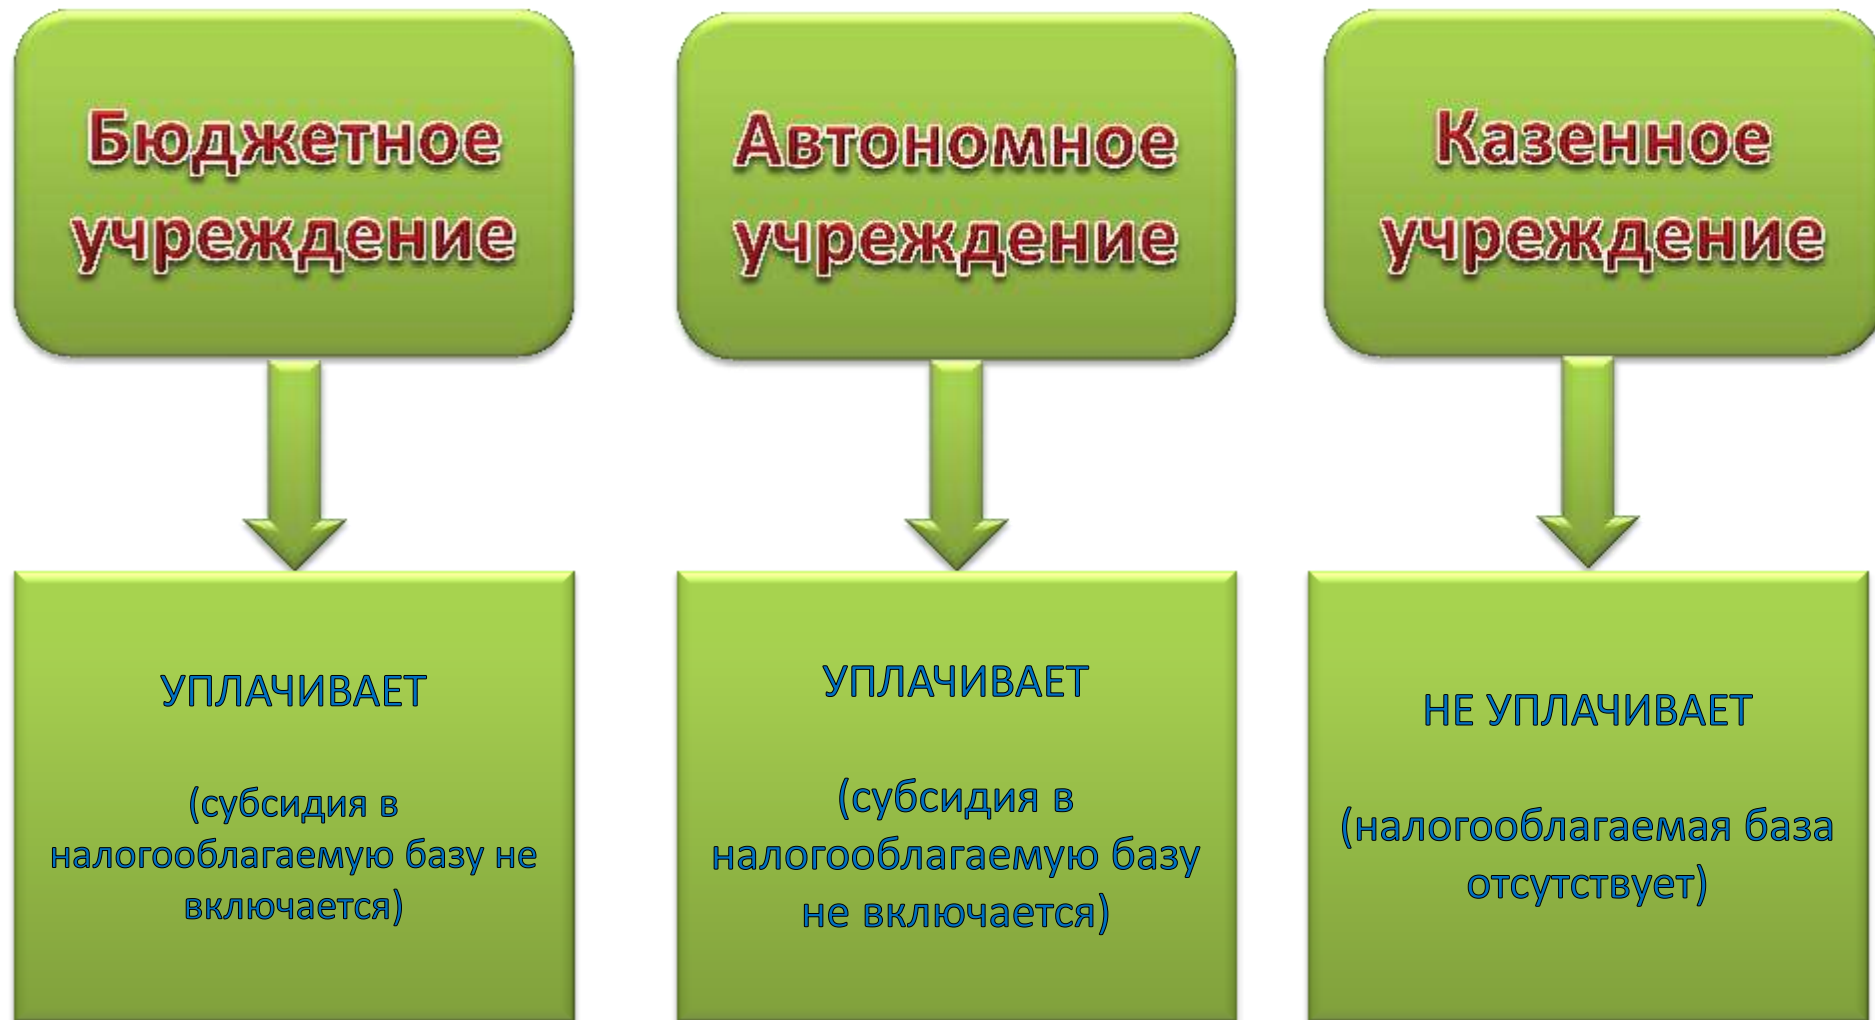 Бюджетное
учреждение
Автономное
учреждение
Казенное
учреждение
УПЛАЧИВАЕТ
(субсидия в
налогооблагаемую базу не
включается)
УПЛАЧИВАЕТ
(субсидия в
налогооблагаемую базу
не включается)
НЕ УПЛАЧИВАЕТ
(налогооблагаемая база
отсутствует)